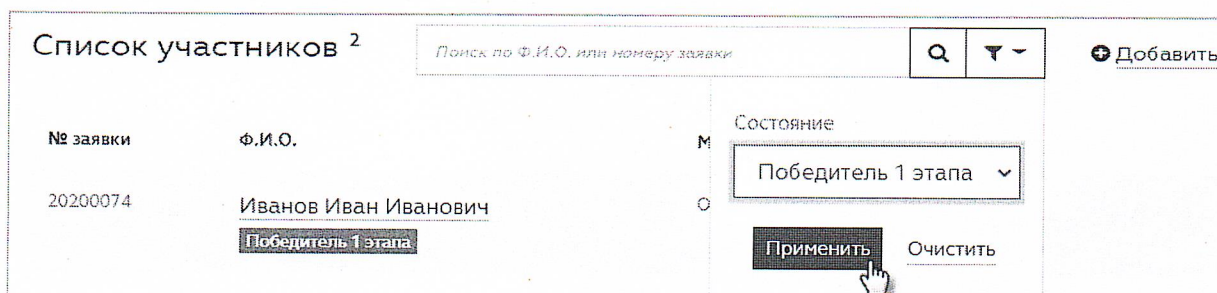 Список участников 2
Поиск по Ф.И.О. или номеру заявки
Добавить
Состояние
№ заявки Ф.И.О. М
Победитель 1 этапа
20200074 Иванов Иван Иванович О
Победитель 1 этапа
Применить Очистить